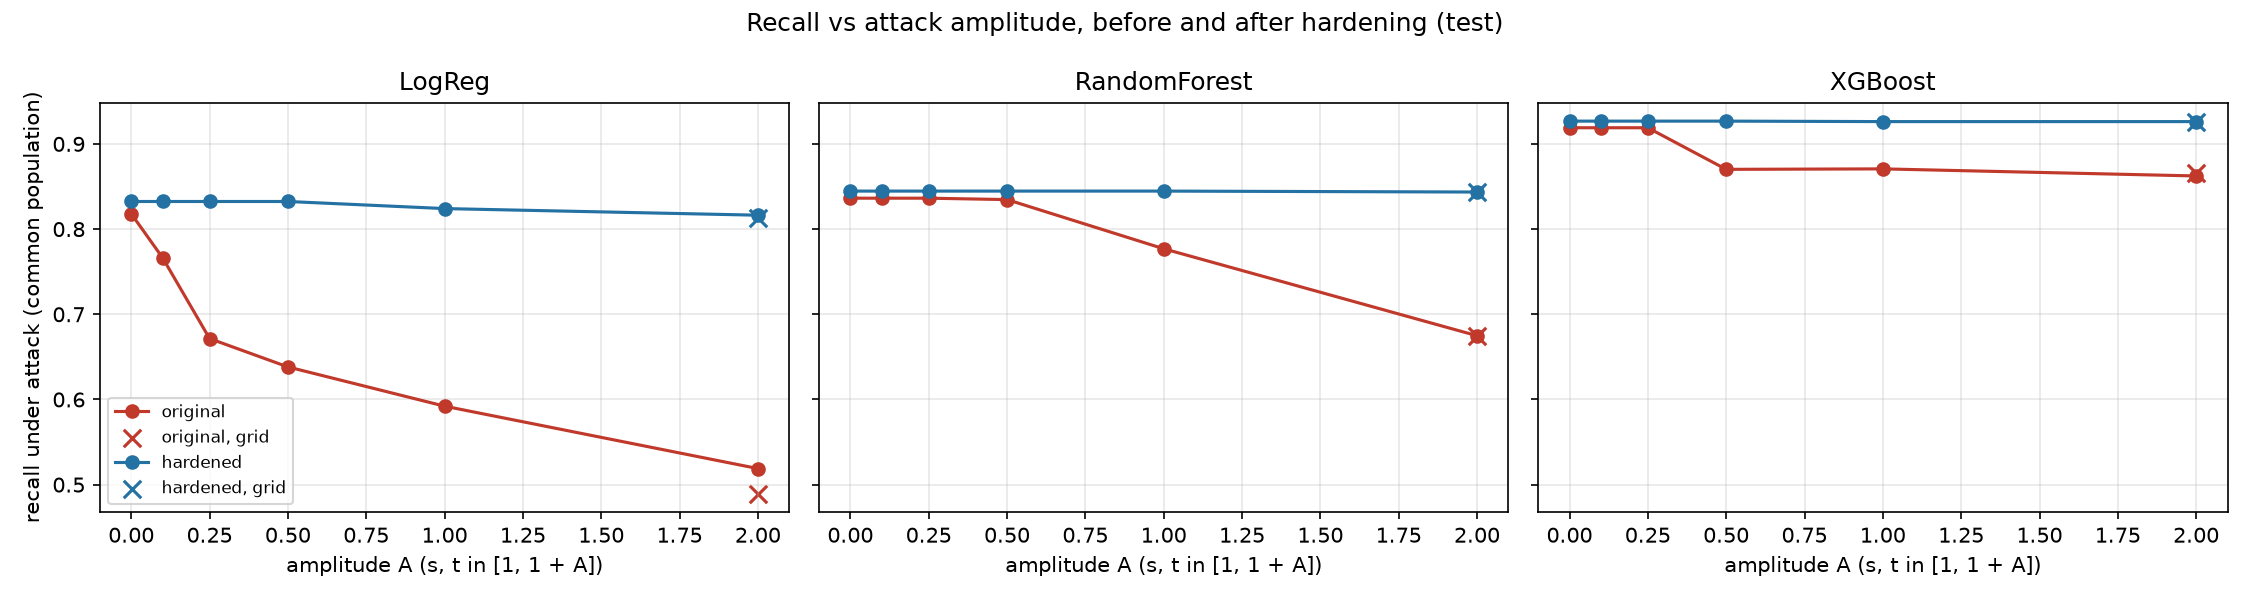 Recall vs attack amplitude, before and after hardening (test)
LogReg
RandomForest
XGBoost
recall under attack (common population)
0.9
0.8
0.7
0.6
0.5
original
original, grid
hardened
hardened, grid
0.00 0.25 0.50 0.75 1.00 1.25 1.50 1.75 2.00
0.00 0.25 0.50 0.75 1.00 1.25 1.50 1.75 2.00
0.00 0.25 0.50 0.75 1.00 1.25 1.50 1.75 2.00
amplitude A (s, t in [1, 1 + A])
amplitude A (s, t in [1, 1 + A])
amplitude A (s, t in [1, 1 + A])